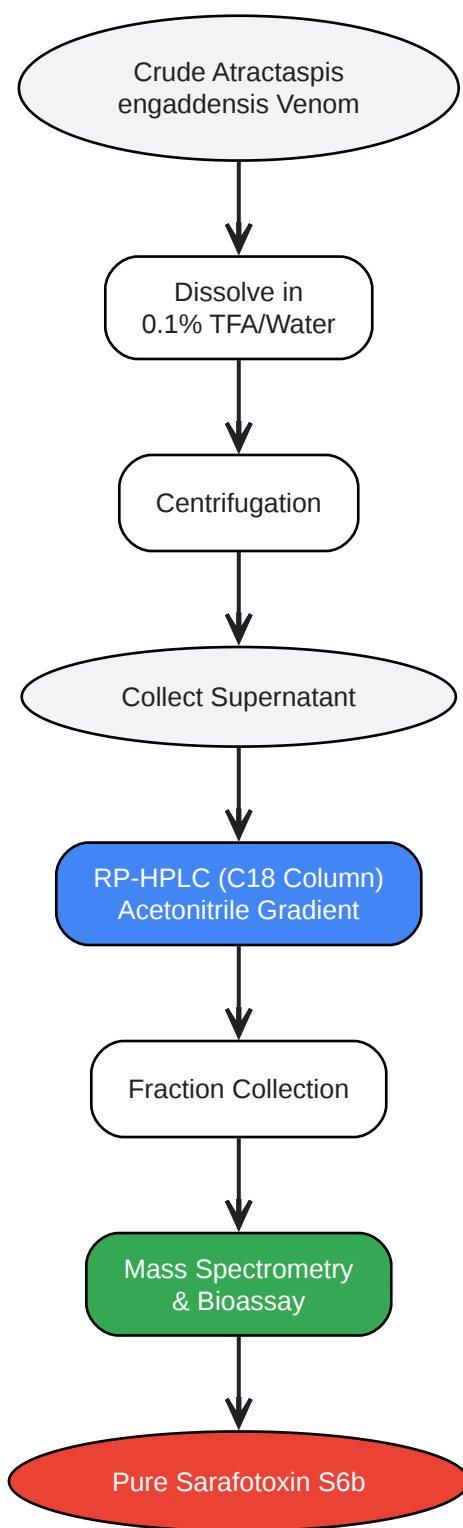 Crude Atractaspis
engaddensis Venom
Dissolve in
0.1% TFA/Water
Centrifugation
Collect Supernatant
RP-HPLC (C18 Column)
Acetonitrile Gradient
Fraction Collection
Mass Spectrometry
& Bioassay
Pure Sarafotoxin S6b